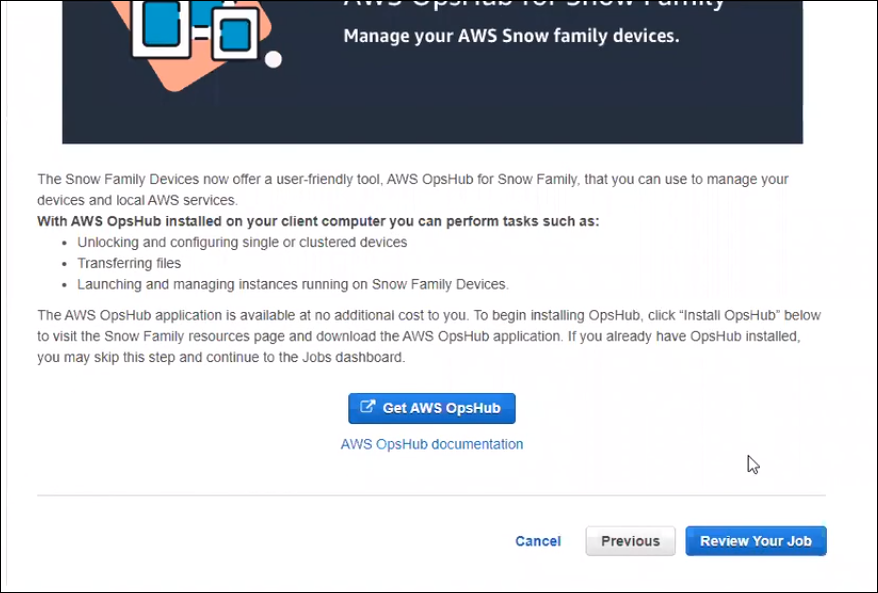 AWS OpsHub for Snow Family
Manage your AWS Snow family devices.
The Snow Family Devices now offer a user-friendly tool, AWS OpsHub for Snow Family, that you can use to manage your
devices and local AWS services.
With AWS OpsHub installed on your client computer you can perform tasks such as:
• Unlocking and configuring single or clustered devices
• Transferring files
• Launching and managing instances running on Snow Family Devices.
The AWS OpsHub application is available at no additional cost to you. To begin installing OpsHub, click “Install OpsHub” below
to visit the Snow Family resources page and download the AWS OpsHub application. If you already have OpsHub installed,
you may skip this step and continue to the Jobs dashboard.
Get AWS OpsHub
AWS OpsHub documentation
Cancel Previous Review Your Job